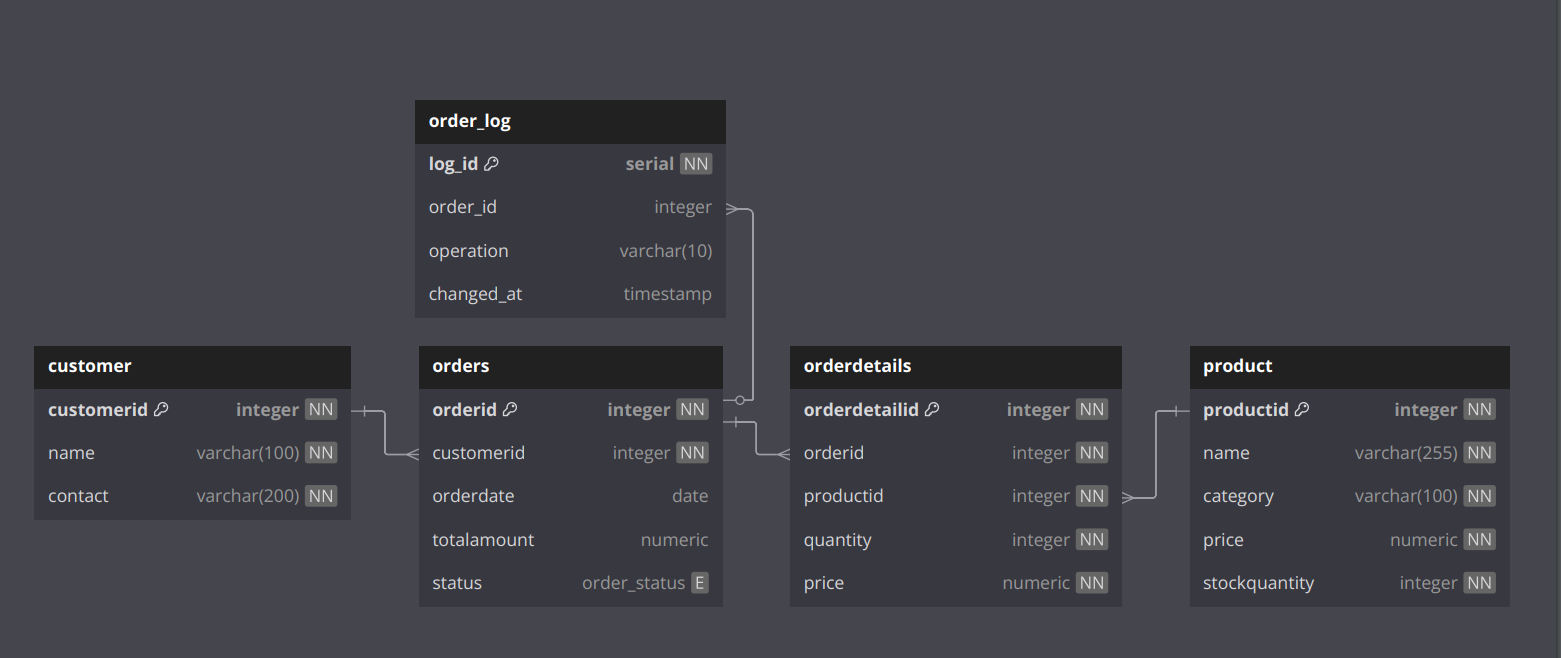 order_log
log_id serial NN
order_id integer
operation varchar(10)
changed_at timestamp
customer
customerid integer NN
name varchar(100) NN
contact varchar(200) NN
orders
orderid integer NN
customerid integer NN
orderdate date
totalamount numeric
status order_status E
orderdetails
orderdetailid integer NN
orderid integer NN
productid integer NN
quantity integer NN
price numeric NN
product
productid integer NN
name varchar(255) NN
category varchar(100) NN
price numeric NN
stockquantity integer NN